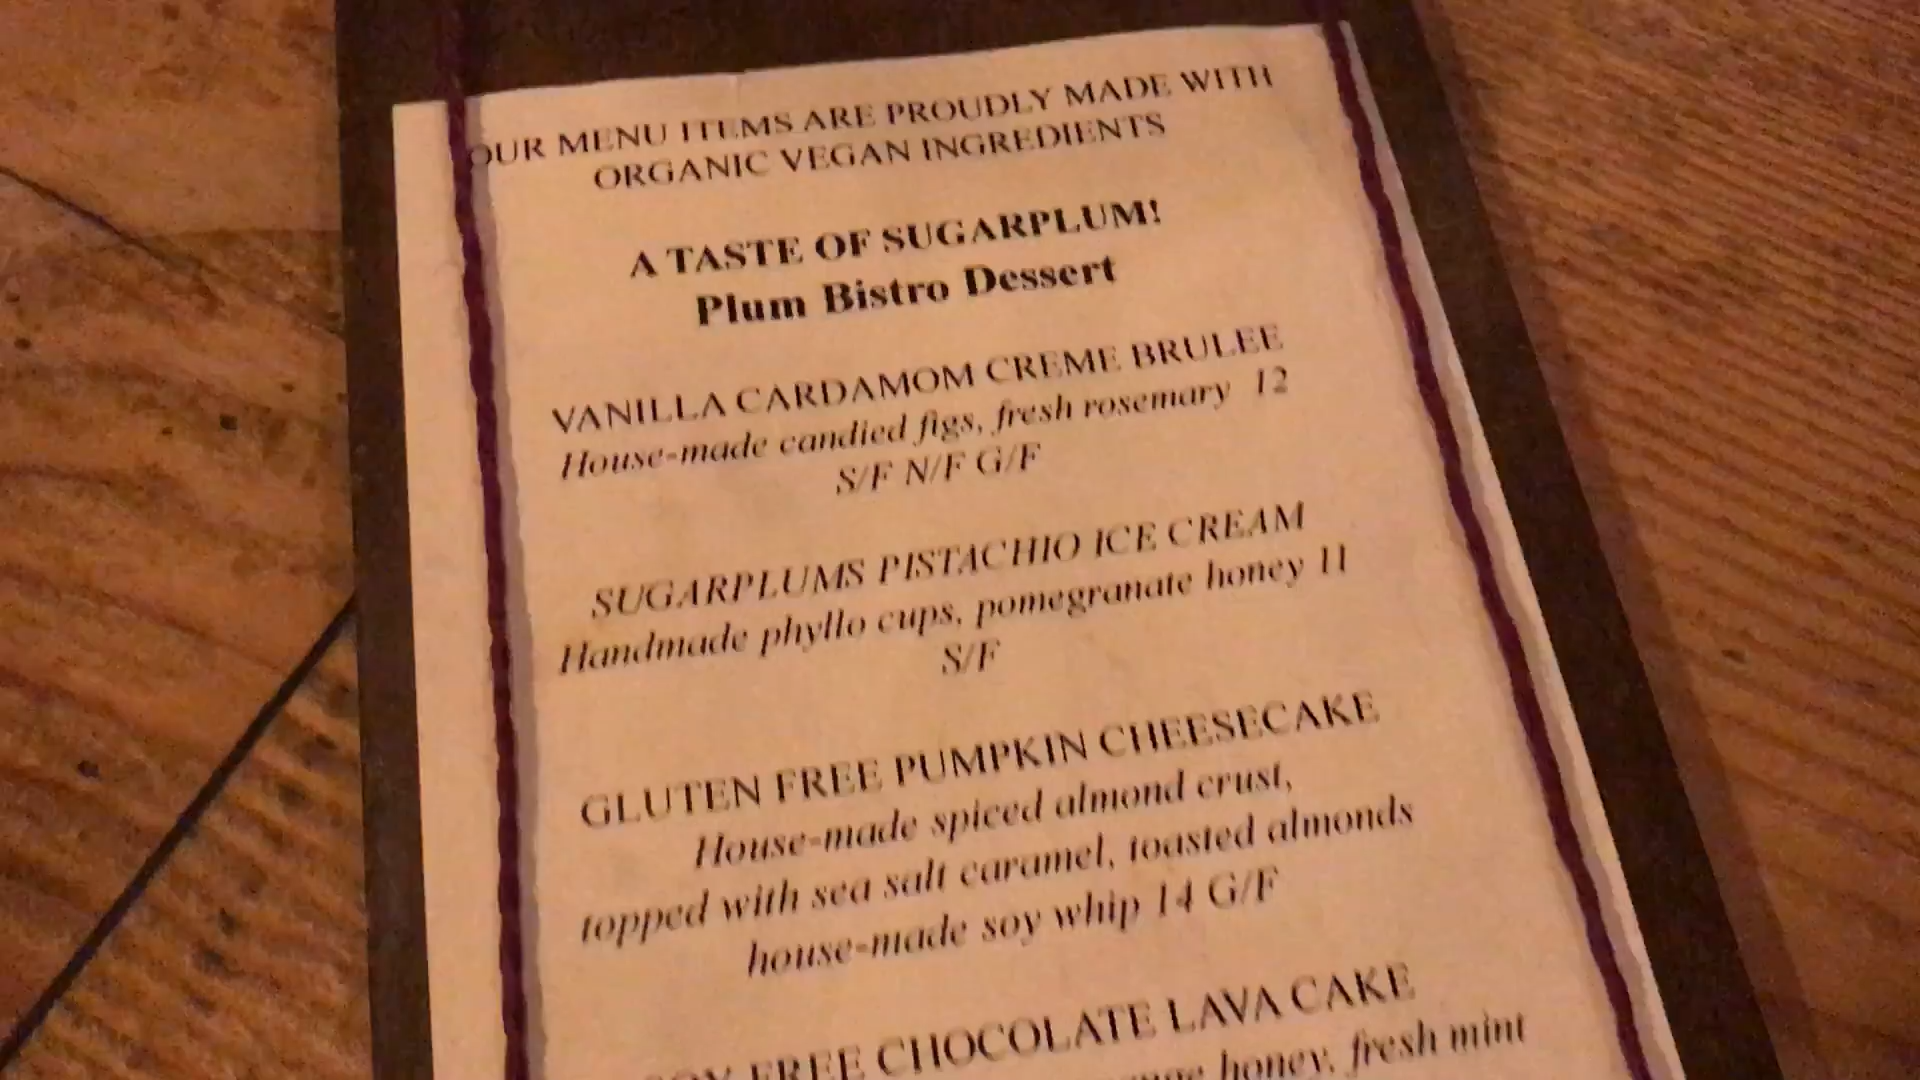 OUR MENU ITEMS ARE PROUDLY MADE WITH
ORGANIC VEGAN INGREDIENTS
A TASTE OF SUGARPLUM!
Plum Bistro Dessert
VANILLA CARDAMOM CREME BRULEE
House-made candied figs, fresh rosemary 12
S/F N/F G/F
SUGARPLUMS PISTACHIO ICE CREAM
Handmade phyllo cups, pomegranate honey 11
S/F
GLUTEN FREE PUMPKIN CHEESECAKE
House-made spiced almond crust,
topped with sea salt caramel, toasted almonds
house-made soy whip 14 G/F
SOY FREE CHOCOLATE LAVA CAKE
honey, fresh mint